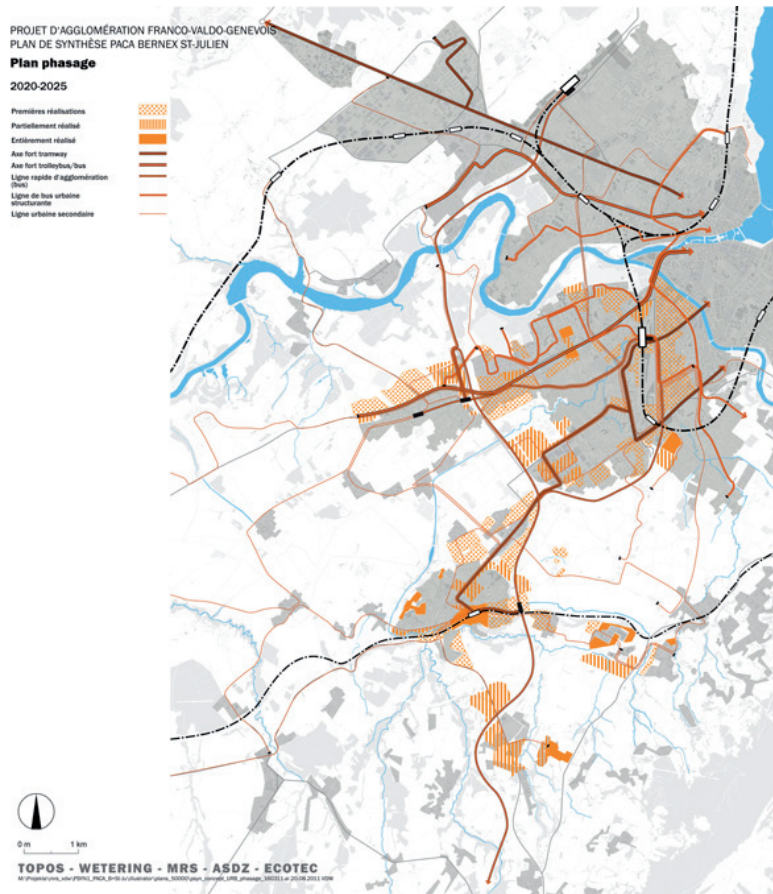 PROJET D'AGGLOMÉRATION FRANCO-VALDO-GENEVOIS
PLAN DE SYNTHÈSE PACA BERNEX ST-JULIEN
Plan phasage
2020-2025
Premières réalisations
Partiellement réalisé
Entièrement réalisé
Axe fort tramway
Axe fort trolleybus/bus
Ligne rapide d'agglomération
(bus)
Ligne de bus urbaine
structurante
Ligne urbaine secondaire
0 m 1 km
TOPOS - WETERING - MRS - ASDZ - ECOTEC